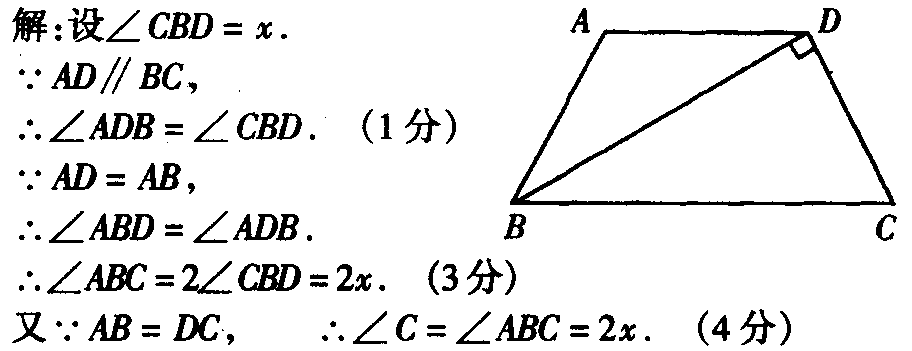 解:设∠CBD = x.
∵ AD∥BC,
∴∠ADB = ∠CBD. (1分)
∵ AD = AB,
∴∠ABD = ∠ADB.
∴∠ABC = 2∠CBD = 2x. (3分)
又∵ AB = DC, ∴∠C = ∠ABC = 2x. (4分)
A D
B C